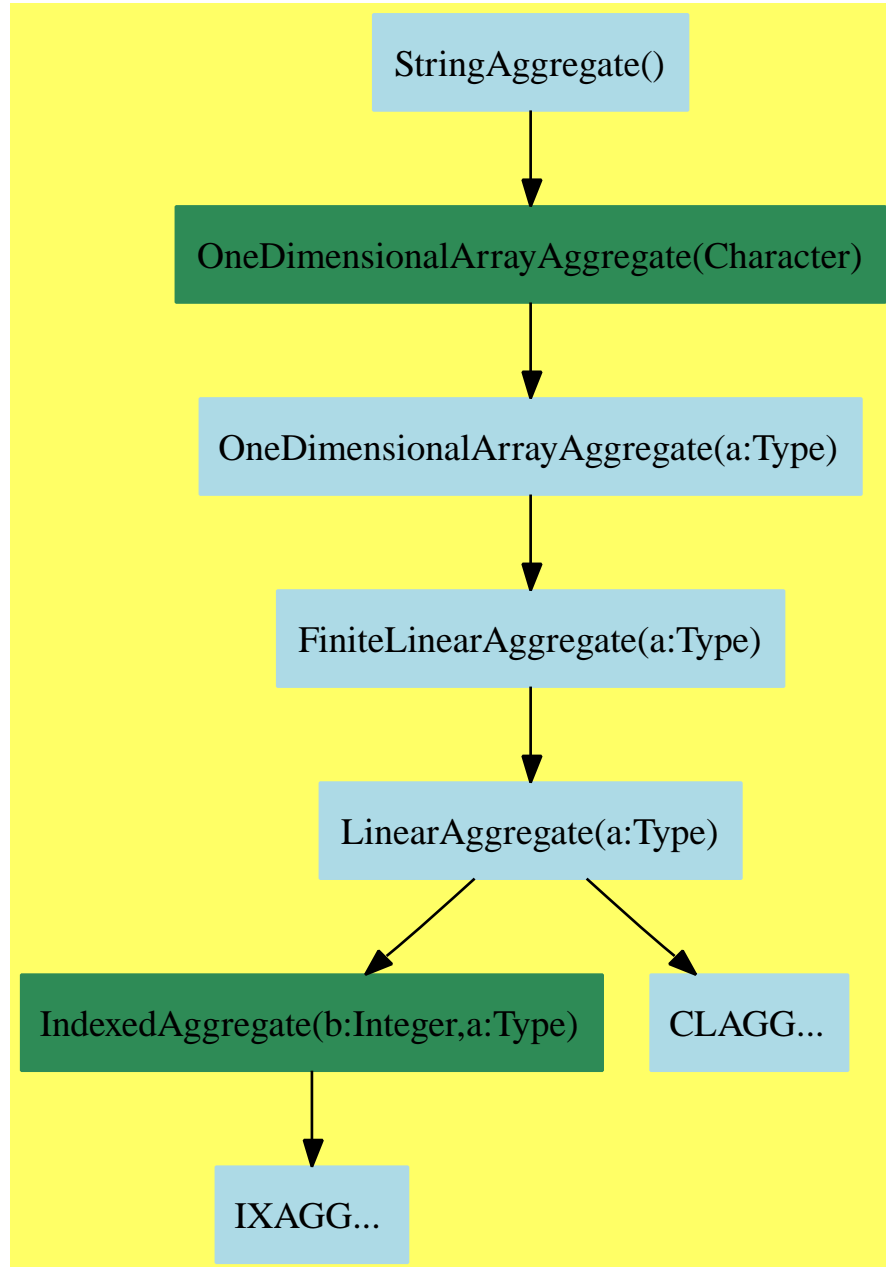 StringAggregate()
OneDimensionalArrayAggregate(Character)
OneDimensionalArrayAggregate(a:Type)
FiniteLinearAggregate(a:Type)
LinearAggregate(a:Type)
IndexedAggregate(b:Integer,a:Type)
CLAGG...
IXAGG...